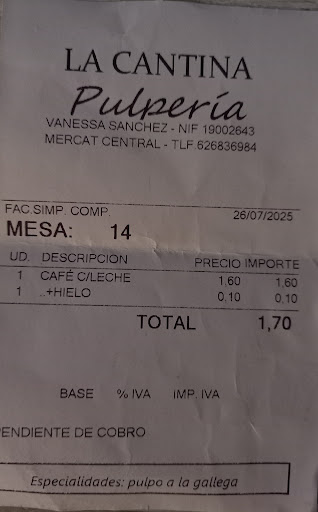 LA CANTINA
Pulpería
VANESSA SANCHEZ - NIF 19002643
MERCAT CENTRAL - TLF 626836984
FAC.SIMP. COMP. 26/07/2025
MESA: 14
UD. DESCRIPCION PRECIO IMPORTE
1 CAFÉ C/LECHE 1,60 1,60
1 ..+HIELO 0,10 0,10
TOTAL 1,70
BASE % IVA IMP. IVA
PENDIENTE DE COBRO
Especialidades: pulpo a la gallega